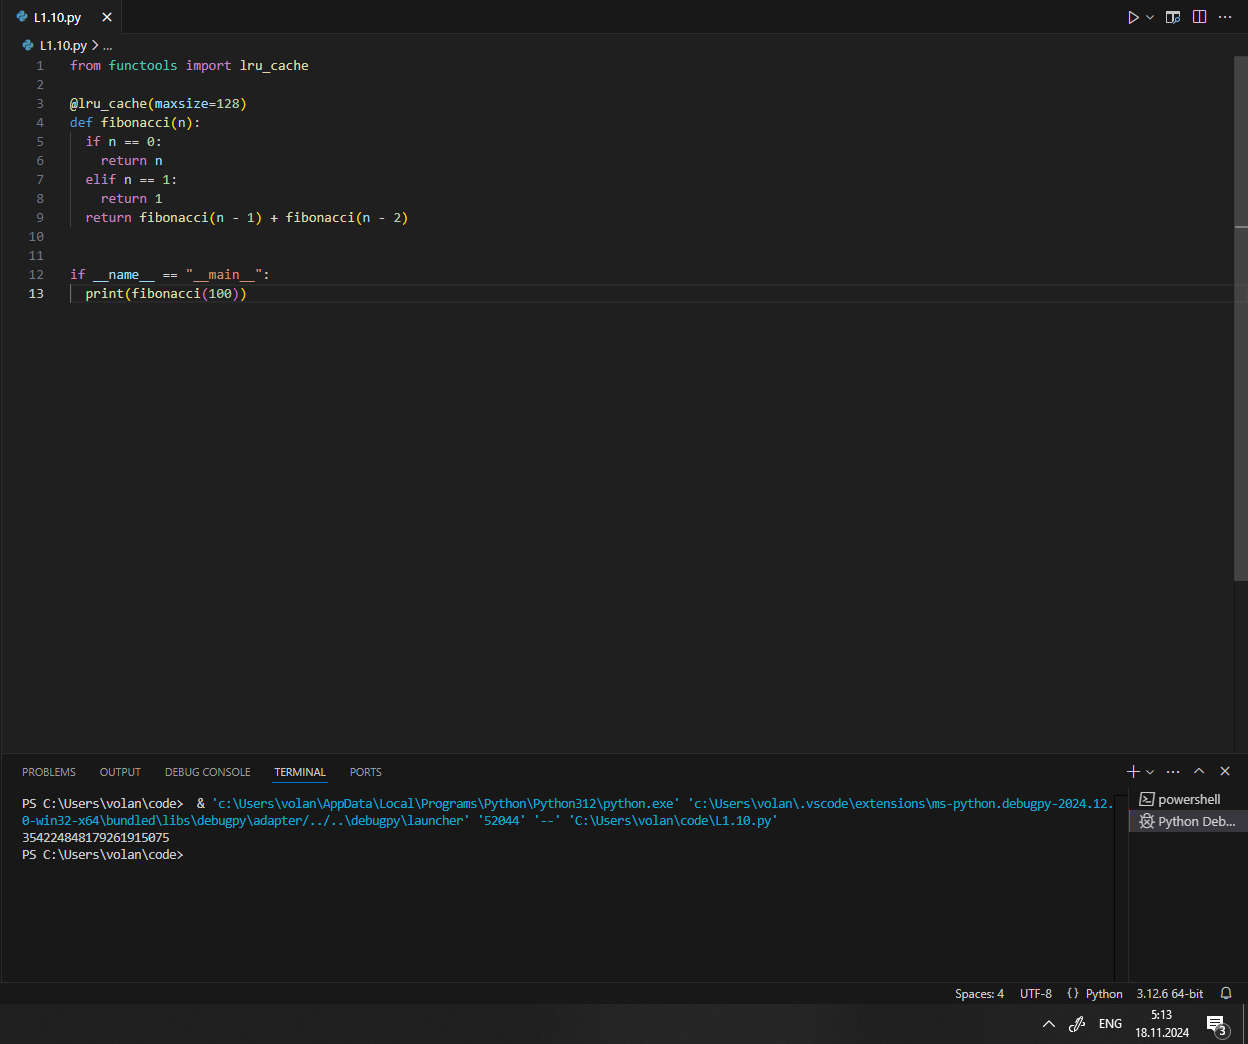 L1.10.py
L1.10.py > ...
1 from functools import lru_cache
2
3 @lru_cache(maxsize=128)
4 def fibonacci(n):
5   if n == 0:
6     return n
7   elif n == 1:
8     return 1
9   return fibonacci(n - 1) + fibonacci(n - 2)
10
11
12 if __name__ == "__main__":
13   print(fibonacci(100))
PROBLEMS OUTPUT DEBUG CONSOLE TERMINAL PORTS
PS C:\Users\volan\code>  & 'c:\Users\volan\AppData\Local\Programs\Python\Python312\python.exe' 'c:\Users\volan\.vscode\extensions\ms-python.debugpy-2024.12.
0-win32-x64\bundled\libs\debugpy\adapter/../..\debugpy\launcher' '52044' '--' 'C:\Users\volan\code\L1.10.py'
354224848179261915075
PS C:\Users\volan\code>
powershell
Python Deb...
Spaces: 4 UTF-8 {} Python 3.12.6 64-bit
ENG
5:13
18.11.2024
3